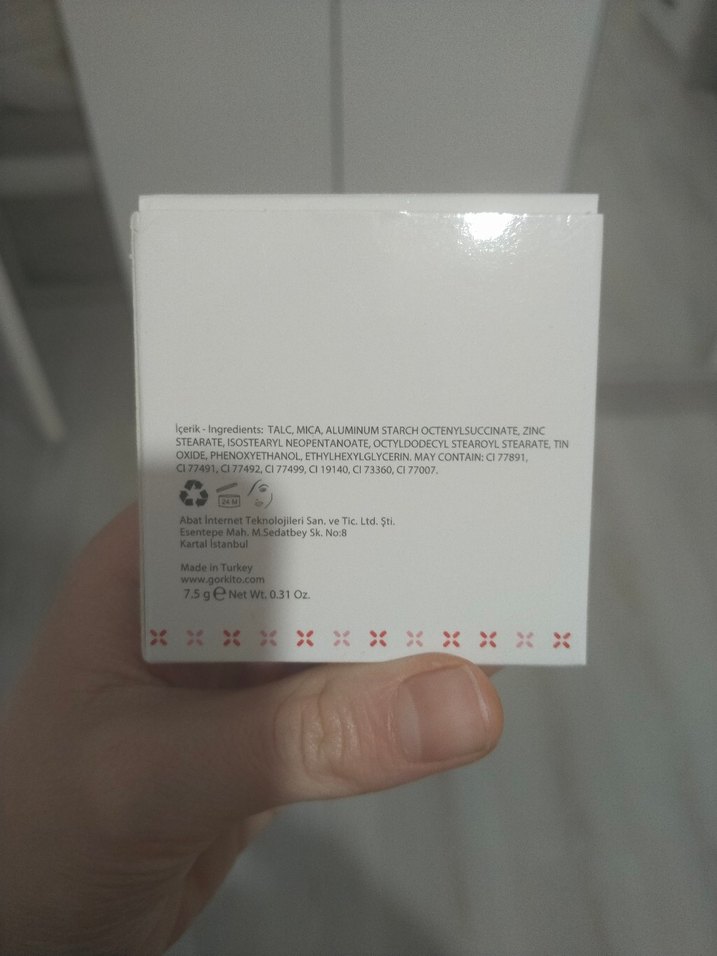 İçerik - Ingredients: TALC, MICA, ALUMINUM STARCH OCTENYLSUCCINATE, ZINC
STEARATE, ISOSTEARYL NEOPENTANOATE, OCTYLDODECYL STEAROYL STEARATE, TIN
OXIDE, PHENOXYETHANOL, ETHYLHEXYLGLYCERIN. MAY CONTAIN: CI 77891,
CI 77491, CI 77492, CI 77499, CI 19140, CI 73360, CI 77007.
24 M
Abat İnternet Teknolojileri San. ve Tic. Ltd. Şti.
Esentepe Mah. M.Sedatbey Sk. No:8
Kartal İstanbul
Made in Turkey
www.gorkito.com
7.5 g ℮ Net Wt. 0.31 Oz.